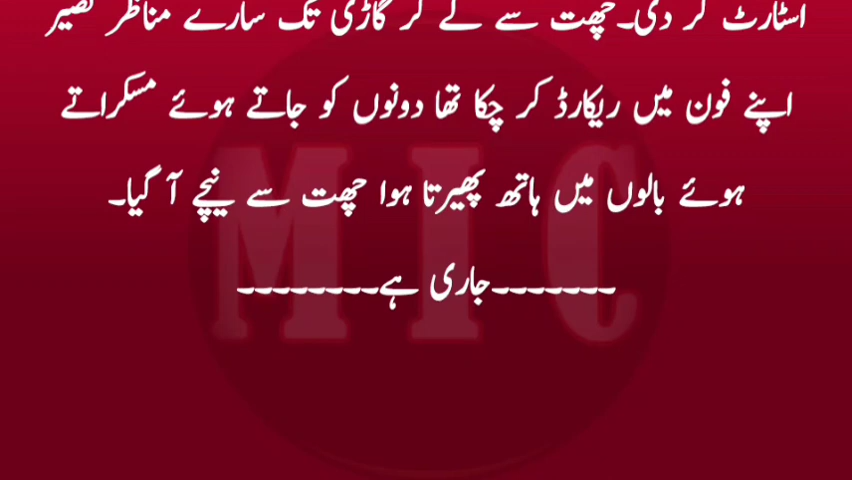 اسٹارٹ کر دی۔ چھت سے لے کر گاڑی تک سارے مناظر نصیر
اپنے فون میں ریکارڈ کر چکا تھا دونوں کو جاتے ہوئے مسکراتے
ہوئے بالوں میں ہاتھ پھیرتا ہوا چھت سے نیچے آ گیا۔
-------جاری ہے--------
MIC